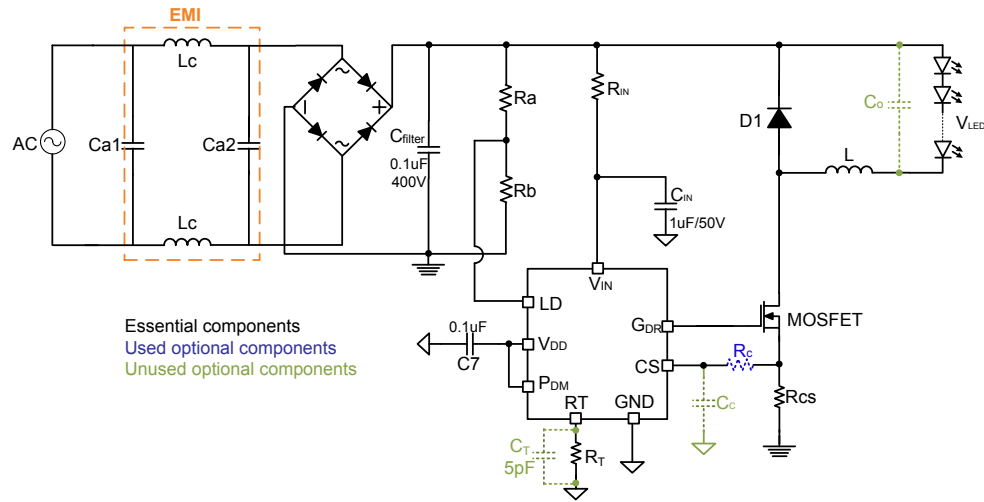 EMI
Lc
AC
Ca1
Ca2
Lc
~
~
−
+
Cfilter
0.1uF
400V
Ra
Rb
RIN
CIN
1uF/50V
D1
L
Co
VLED
VIN
LD
GDR
MOSFET
0.1uF
C7
VDD
CS
Rc
PDM
RT
GND
Cc
Rcs
CT
5pF
RT
Essential components
Used optional components
Unused optional components